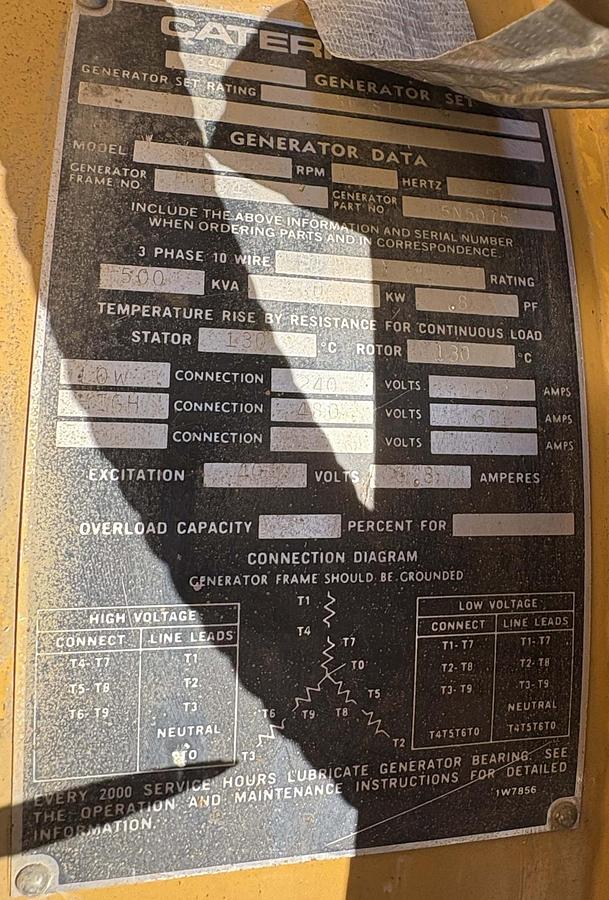 GENERATOR SET
GENERATOR SET RATING
GENERATOR DATA
MODEL RPM HERTZ
GENERATOR FRAME NO. GENERATOR PART NO 5N5075
INCLUDE THE ABOVE INFORMATION AND SERIAL NUMBER
WHEN ORDERING PARTS AND IN CORRESPONDENCE.
3 PHASE 10 WIRE RATING
500 KVA KW .8 PF
TEMPERATURE RISE BY RESISTANCE FOR CONTINUOUS LOAD
STATOR 130 °C ROTOR 130 °C
LOW CONNECTION 240 VOLTS AMPS
HIGH CONNECTION 480 VOLTS AMPS
CONNECTION VOLTS AMPS
EXCITATION 40 VOLTS AMPERES
OVERLOAD CAPACITY PERCENT FOR
CONNECTION DIAGRAM
GENERATOR FRAME SHOULD BE GROUNDED
HIGH VOLTAGE
CONNECT LINE LEADS
T4-T7 T1
T5-T8 T2
T6-T9 T3
NEUTRAL
T0
T1
T4
T7
T0
T6 T9 T8 T5
T3 T2
LOW VOLTAGE
CONNECT LINE LEADS
T1-T7 T1-T7
T2-T8 T2-T8
T3-T9 T3-T9
NEUTRAL
T4T5T6T0 T4T5T6T0
EVERY 2000 SERVICE HOURS LUBRICATE GENERATOR BEARING. SEE
THE OPERATION AND MAINTENANCE INSTRUCTIONS FOR DETAILED
INFORMATION.
1W7856